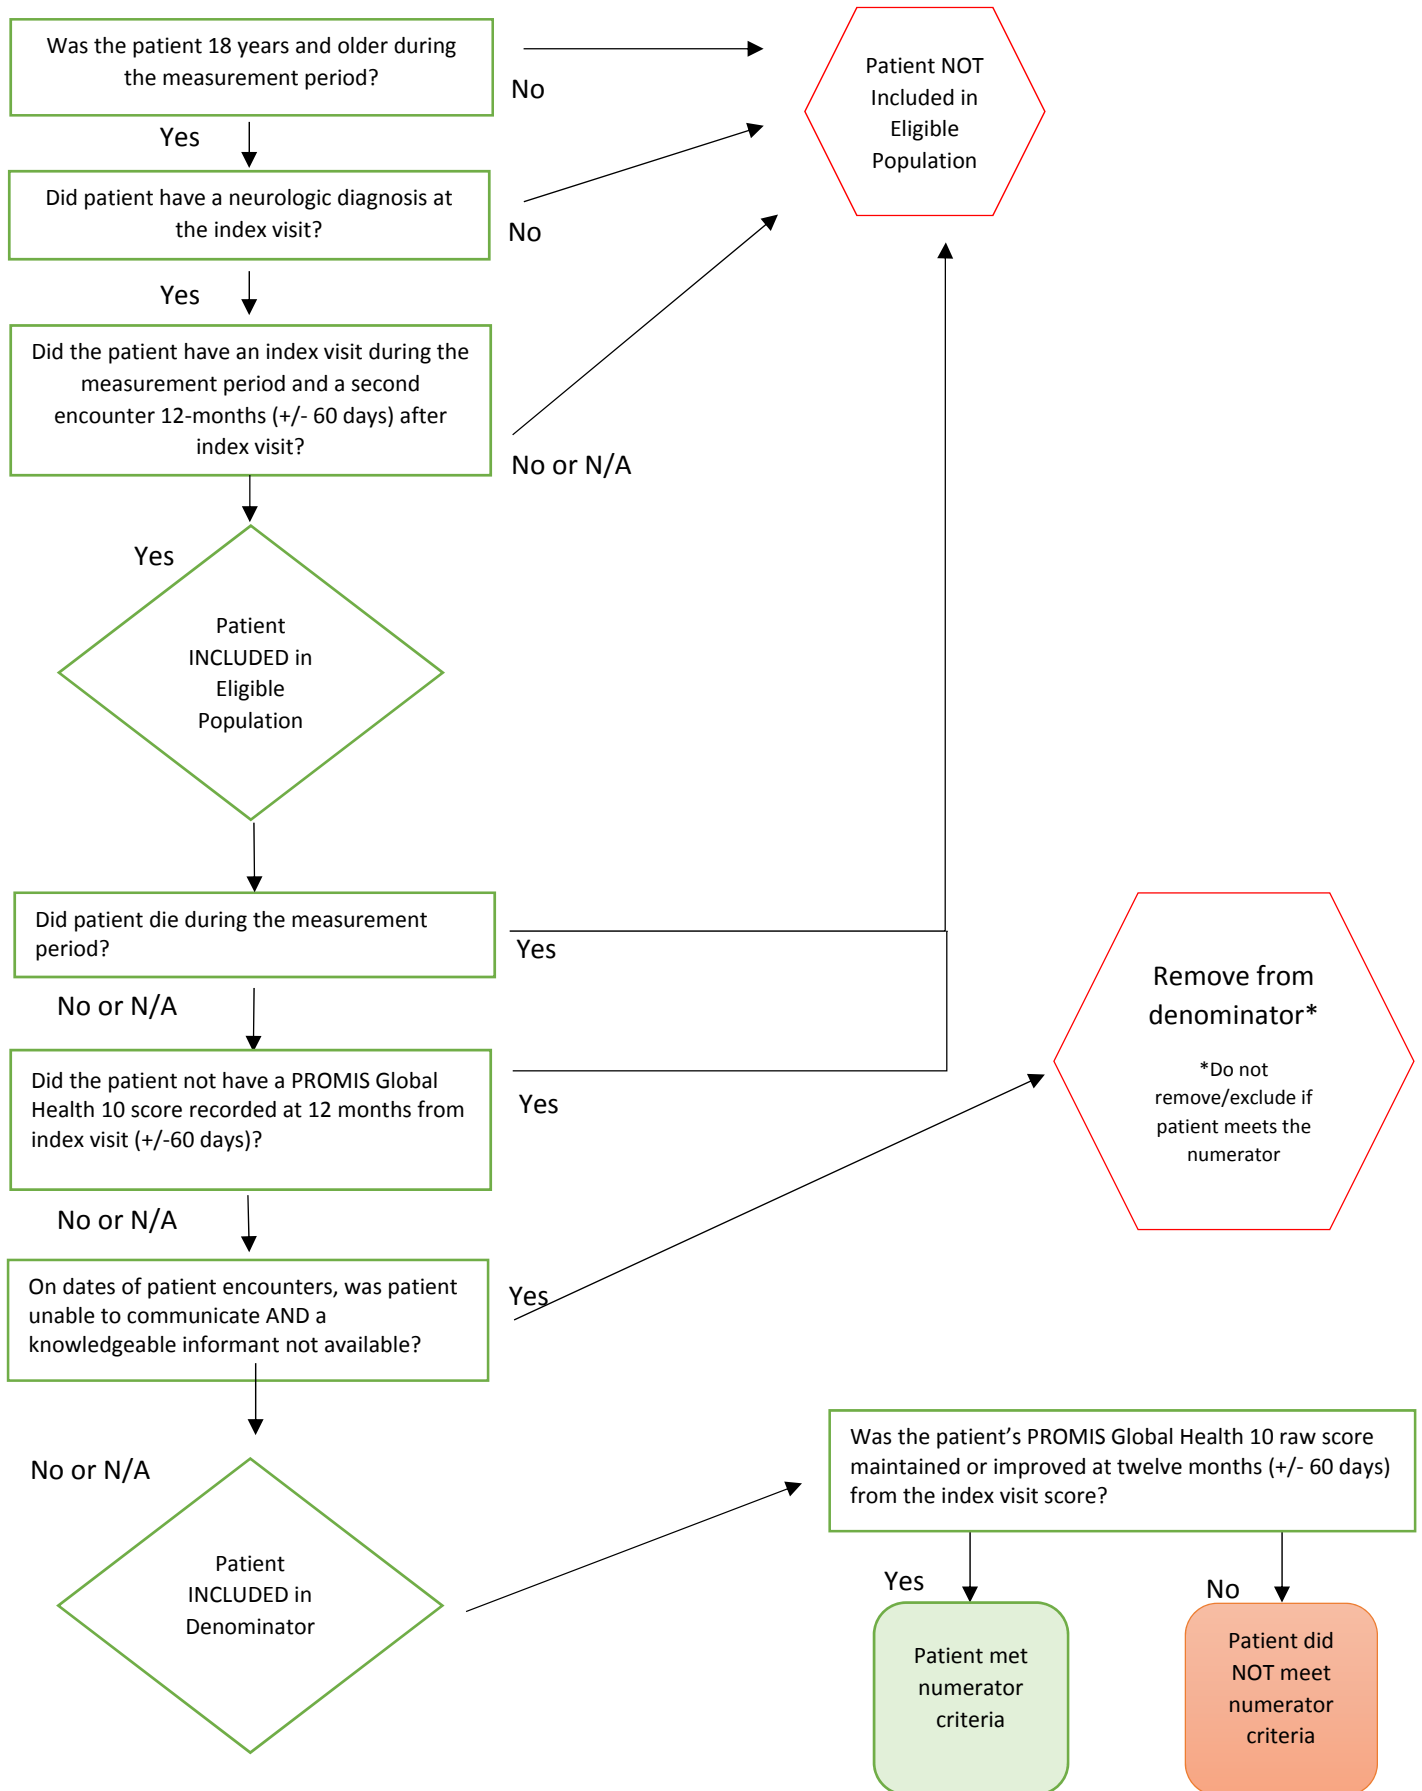 Was the patient 18 years and older during
the measurement period?
No
Patient NOT
Included in
Eligible
Population
Yes
Did patient have a neurologic diagnosis at
the index visit?
No
Yes
Did the patient have an index visit during the
measurement period and a second
encounter 12-months (+/- 60 days) after
index visit?
No or N/A
Yes
Patient
INCLUDED in
Eligible
Population
Did patient die during the measurement
period?
Yes
No or N/A
Did the patient not have a PROMIS Global
Health 10 score recorded at 12 months from
index visit (+/-60 days)?
Yes
Remove from
denominator*
*Do not
remove/exclude if
patient meets the
numerator
No or N/A
On dates of patient encounters, was patient
unable to communicate AND a
knowledgeable informant not available?
Yes
No or N/A
Patient
INCLUDED in
Denominator
Was the patient’s PROMIS Global Health 10 raw score
maintained or improved at twelve months (+/- 60 days)
from the index visit score?
Yes
No
Patient met
numerator
criteria
Patient did
NOT meet
numerator
criteria